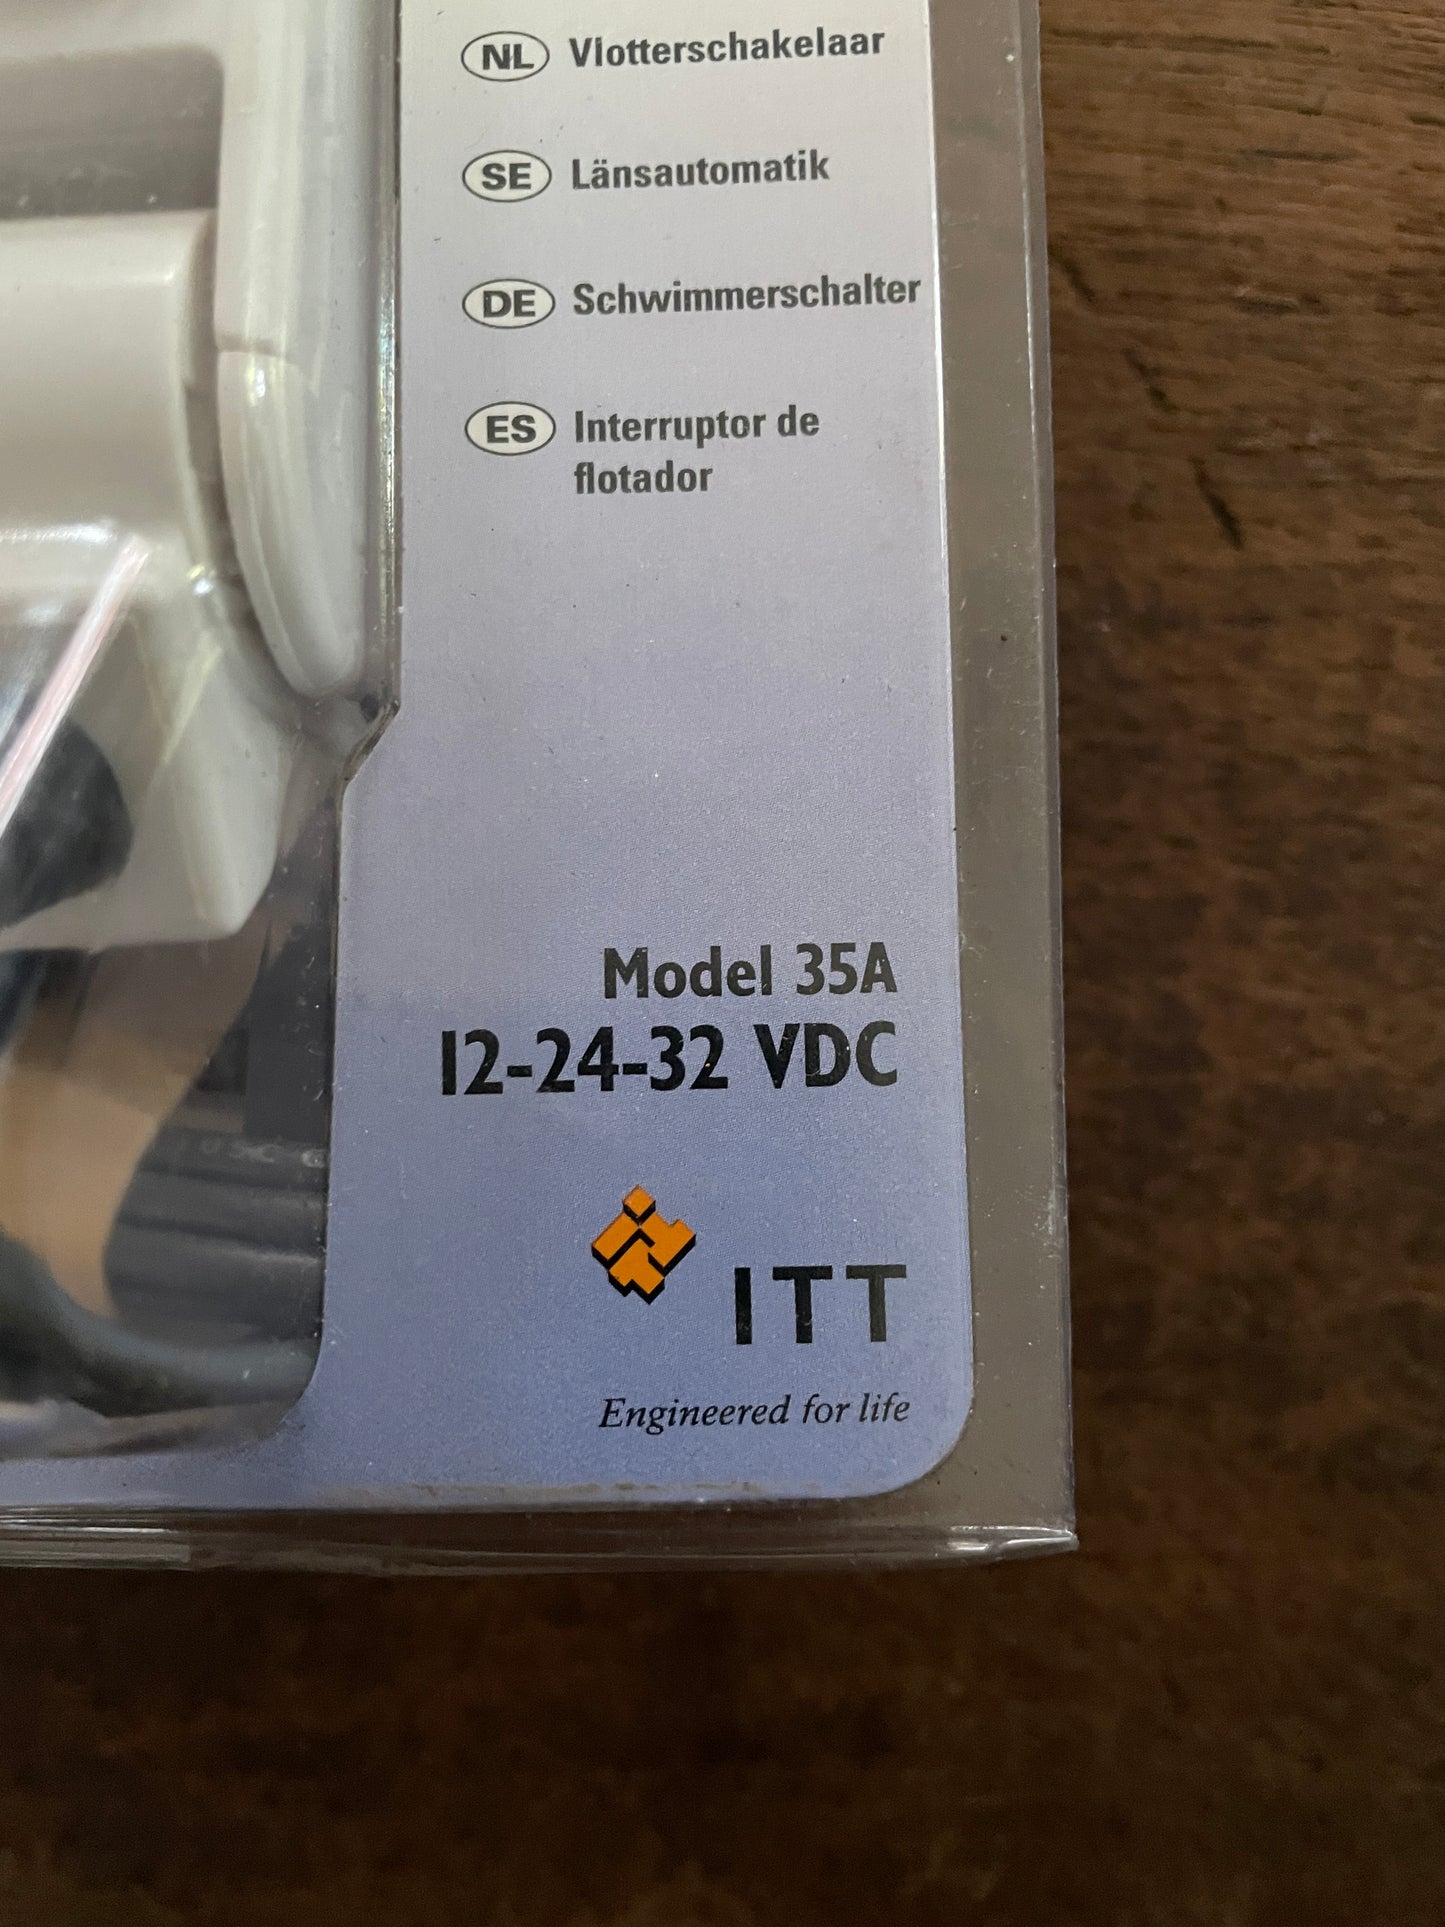 NL Vlotterschakelaar
SE Länsautomatik
DE Schwimmerschalter
ES Interruptor de
flotador
Model 35A
12-24-32 VDC
ITT
Engineered for life